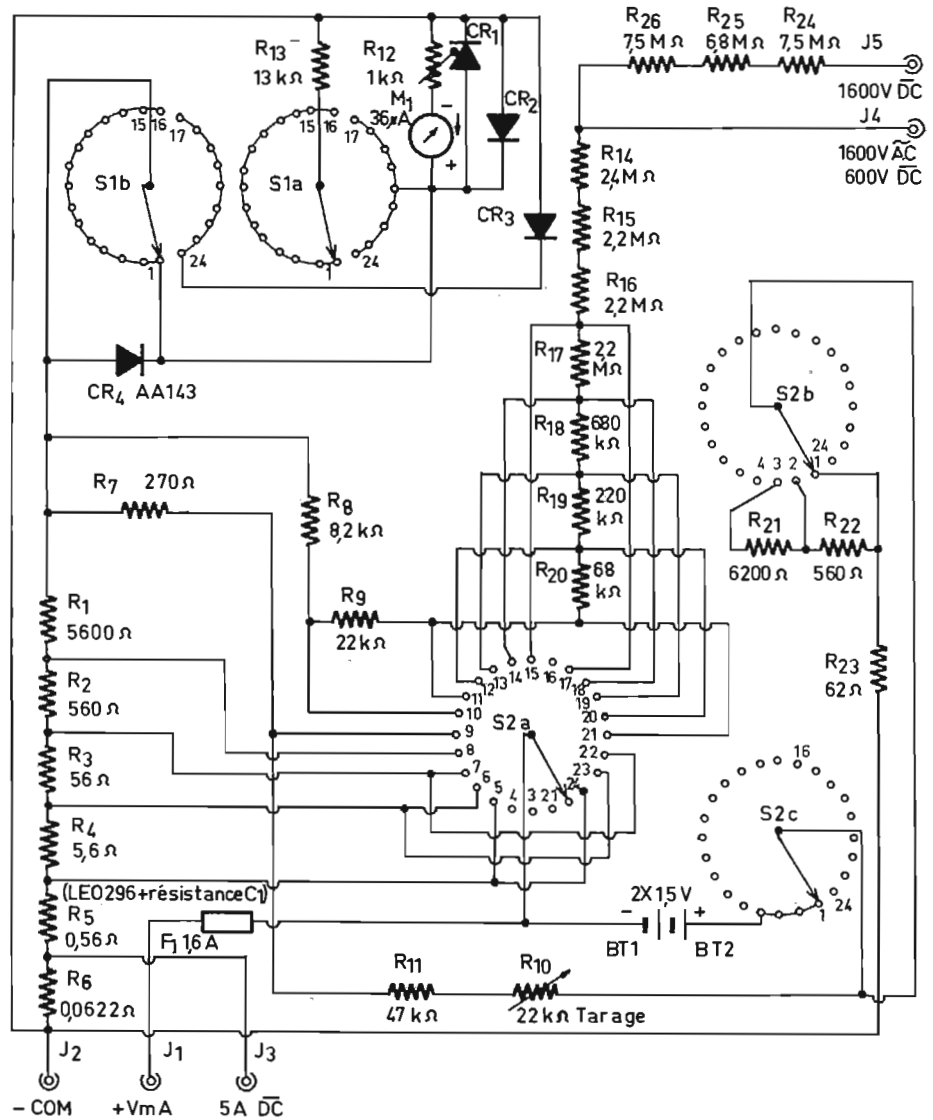 R26
7,5 MΩ
R25
6,8 MΩ
R24
7,5 MΩ
J5
1600V DC
J4
1600V AC
600V DC
R13
13 kΩ
R12
1 kΩ
CR1
M1
36µA
-
+
CR2
CR3
15 16 17
S1b
1
24
15 16 17
S1a
1
24
CR4 AA143
R14
2,4 MΩ
R15
2,2 MΩ
R16
2,2 MΩ
R17
2,2
MΩ
R18
680
kΩ
R19
220
kΩ
R20
68
kΩ
S2b
4 3 2 1 24
R21
6200 Ω
R22
560 Ω
R23
62 Ω
R7
270 Ω
R8
8,2 kΩ
R9
22 kΩ
R1
5600 Ω
R2
560 Ω
R3
56 Ω
R4
5,6 Ω
(LEO296+résistance C1)
R5
0,56 Ω
F1 1,6 A
R6
0,0622 Ω
S2a
12 13 14 15 16 17 18
11
10
9
8
7
6
5
4
3
2 1
19
20
21
22
23
24
16
S2c
1
24
2X1,5 V
- +
BT1
BT2
R11
47 kΩ
R10
22 kΩ Tarage
J2
J1
J3
- COM
+ VmA
5A DC